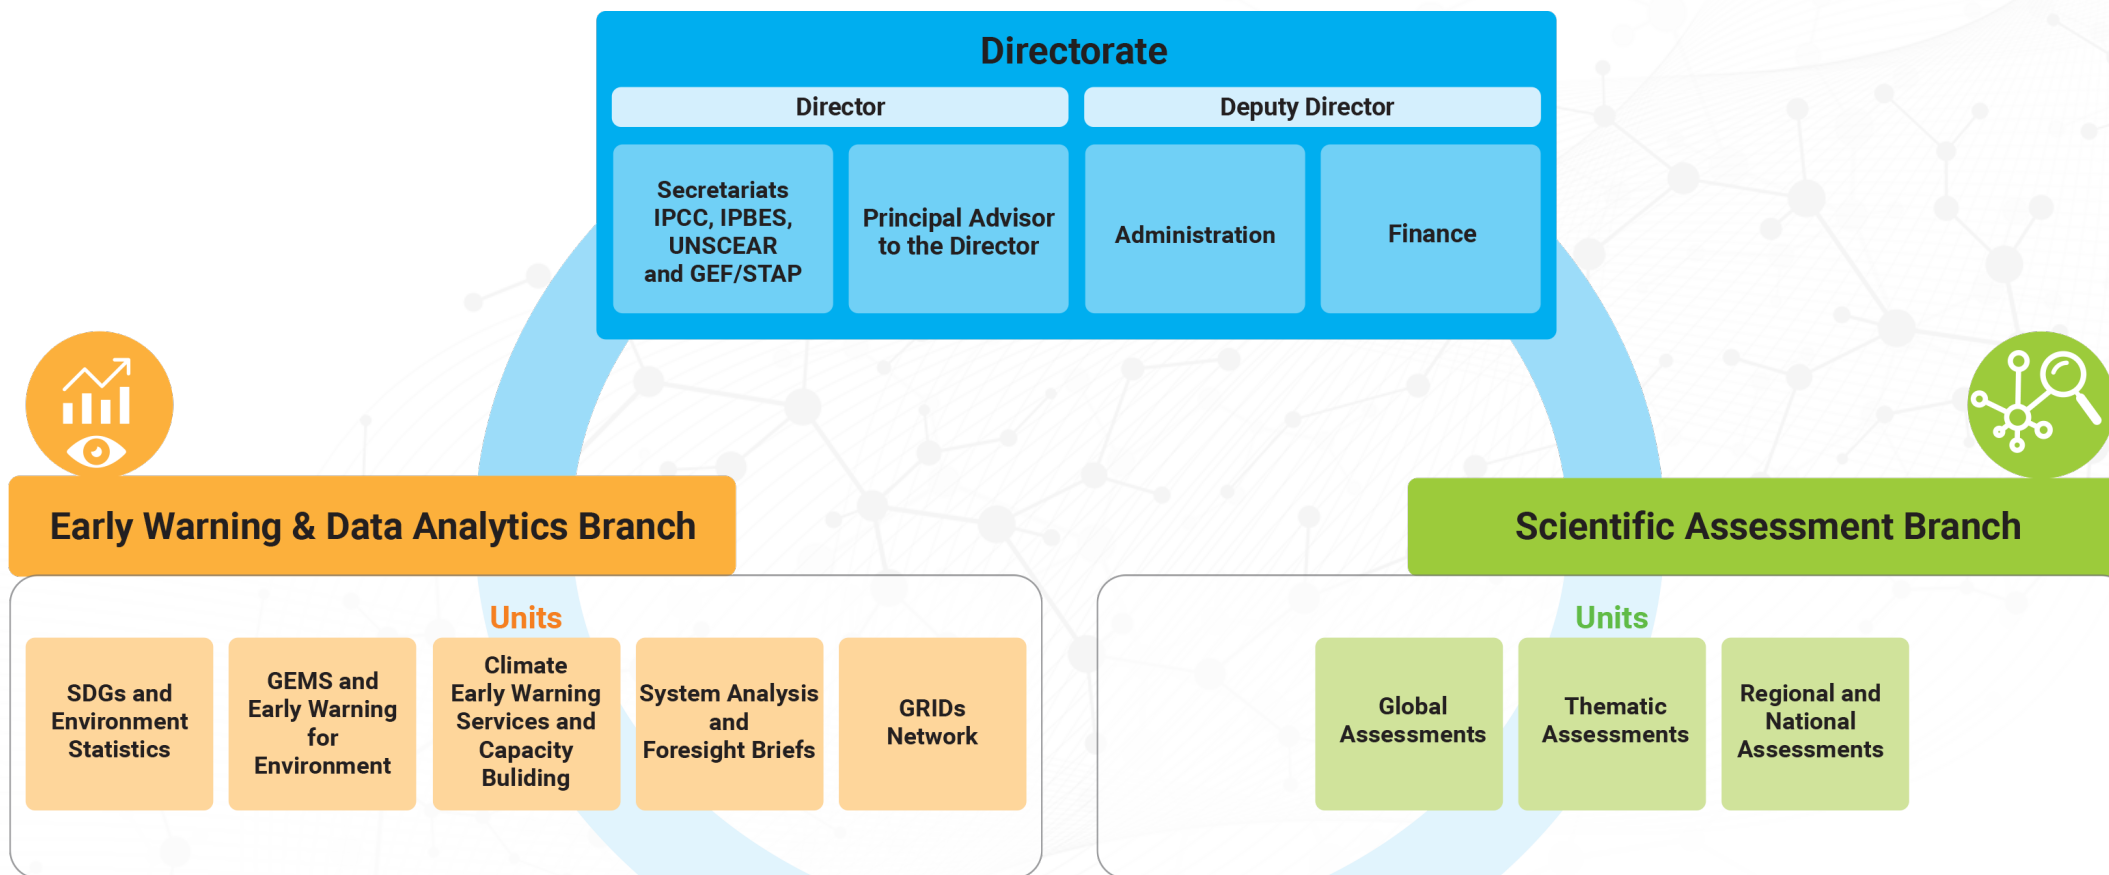 Directorate
Director
Deputy Director
Secretariats
IPCC, IPBES,
UNSCEAR
and GEF/STAP
Principal Advisor
to the Director
Administration
Finance
Early Warning & Data Analytics Branch
Units
SDGs and
Environment
Statistics
GEMS and
Early Warning
for
Environment
Climate
Early Warning
Services and
Capacity
Buliding
System Analysis
and
Foresight Briefs
GRIDs
Network
Scientific Assessment Branch
Units
Global
Assessments
Thematic
Assessments
Regional and
National
Assessments